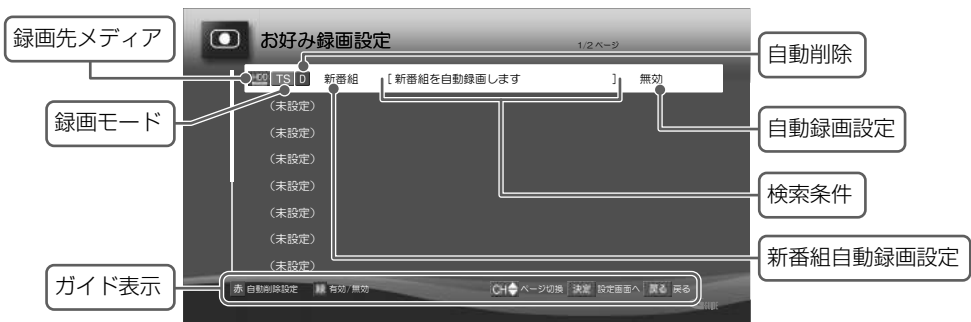 録画先メディア
録画モード
ガイド表示
お好み録画設定
1/2 ページ
HDD TS D 新番組 [ 新番組を自動録画します ] 無効
（未設定）
（未設定）
（未設定）
（未設定）
（未設定）
（未設定）
（未設定）
赤 自動削除設定 緑 有効/無効 CH ページ切換 決定 設定画面へ 戻る 戻る
自動削除
自動録画設定
検索条件
新番組自動録画設定